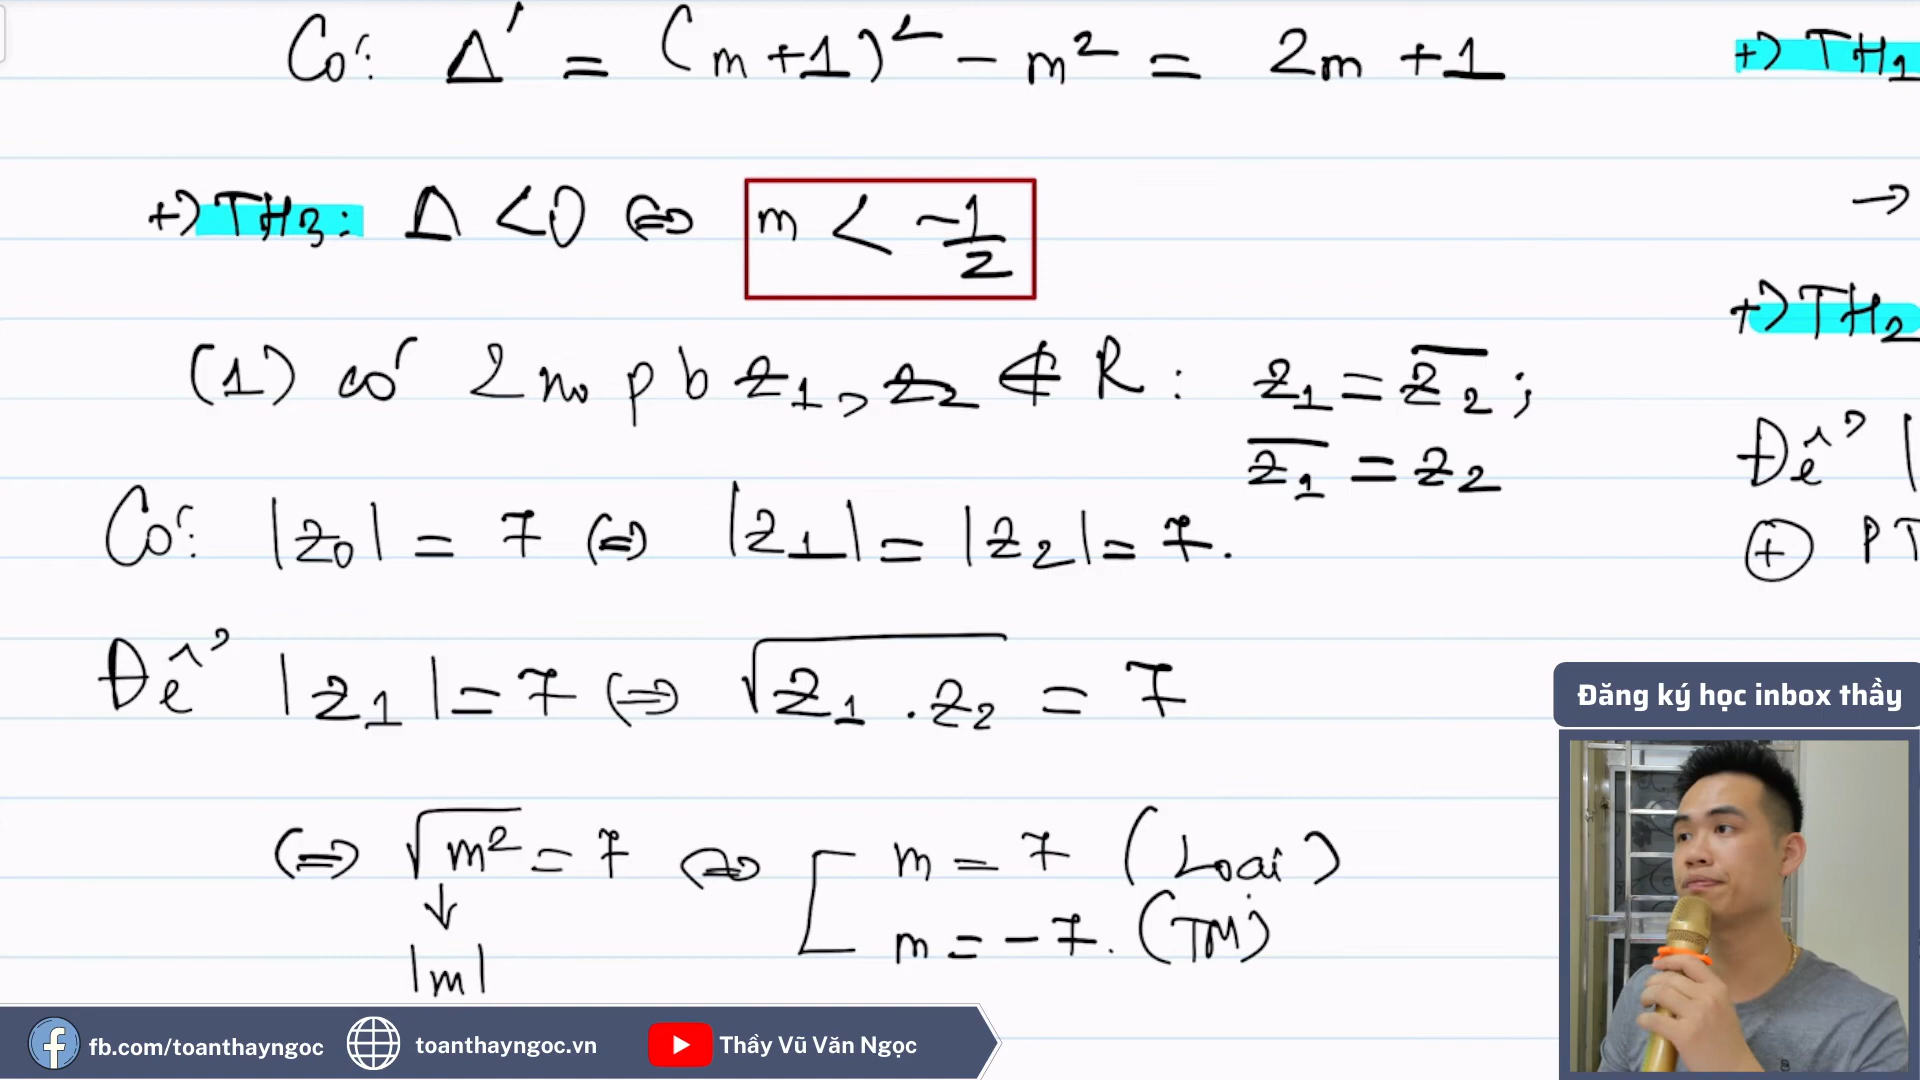 Có: Δ' = (m+1)² - m² = 2m + 1
+) TH1
+) TH3: Δ < 0 ⇔ m < -1/2
→
+) TH2
(1) có 2 no pb z₁, z₂ ∉ R: z₁ = z̅₂;
z̅₁ = z₂
Để |
Có: |z₀| = 7 ⇔ |z₁| = |z₂| = 7.
⊕ PT
Để |z₁| = 7 ⇔ √(z₁.z₂) = 7
Đăng ký học inbox thầy
⇔ √m² = 7 ⇔ [ m = 7 (Loại)
m = -7. (TM)
↓
|m|
fb.com/toanthayngoc
toanthayngoc.vn
Thầy Vũ Văn Ngọc